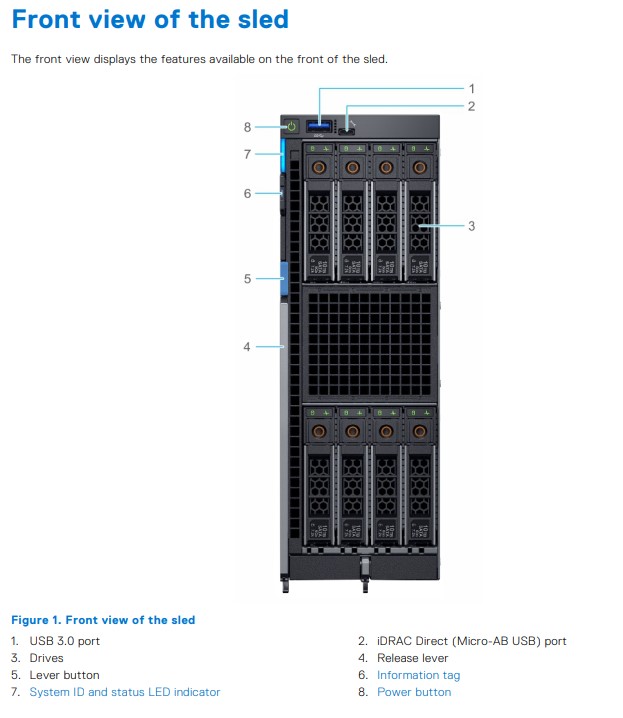 Front view of the sled
The front view displays the features available on the front of the sled.
1
2
8
7
6
3
5
4
Figure 1. Front view of the sled
1. USB 3.0 port
2. iDRAC Direct (Micro-AB USB) port
3. Drives
4. Release lever
5. Lever button
6. Information tag
7. System ID and status LED indicator
8. Power button